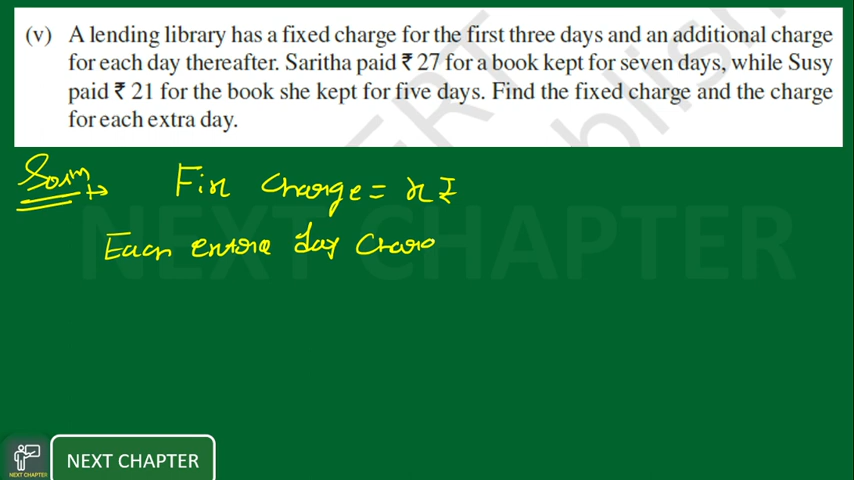 (v) A lending library has a fixed charge for the first three days and an additional charge
for each day thereafter. Saritha paid ₹ 27 for a book kept for seven days, while Susy
paid ₹ 21 for the book she kept for five days. Find the fixed charge and the charge
for each extra day.
Fix charge = x ₹
Each extra day Char
NEXT CHAPTER
NEXT CHAPTER
NEXT CHAPTER